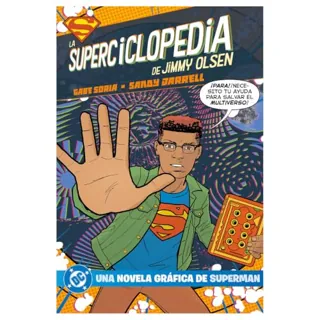 LA
SUPERCiCLOPEDiA
DE JiMMY OLSEN
GABE SORIA • SANDY JARRELL
¡PARA! ¡NECE-
SITO TU AYUDA
PARA SALVAR EL
MULTIVERSO!
DC
UNA NOVELA GRÁFICA DE SUPERMAN